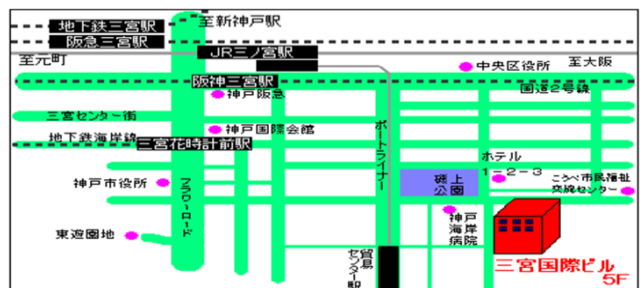 地下鉄三宮駅
至新神戸駅
阪急三宮駅
JR三ノ宮駅
至元町
中央区役所
至大阪
阪神三宮駅
神戸阪急
国道2号線
三宮センター街
神戸国際会館
地下鉄海岸線
三宮花時計前駅
ポートライナー
ホテル
1-2-3
磯上
公園
こうべ市民福祉
交流センター
神戸市役所
フラワーロード
神戸
海岸
病院
東遊園地
貿易
センター駅
三宮国際ビル
5F